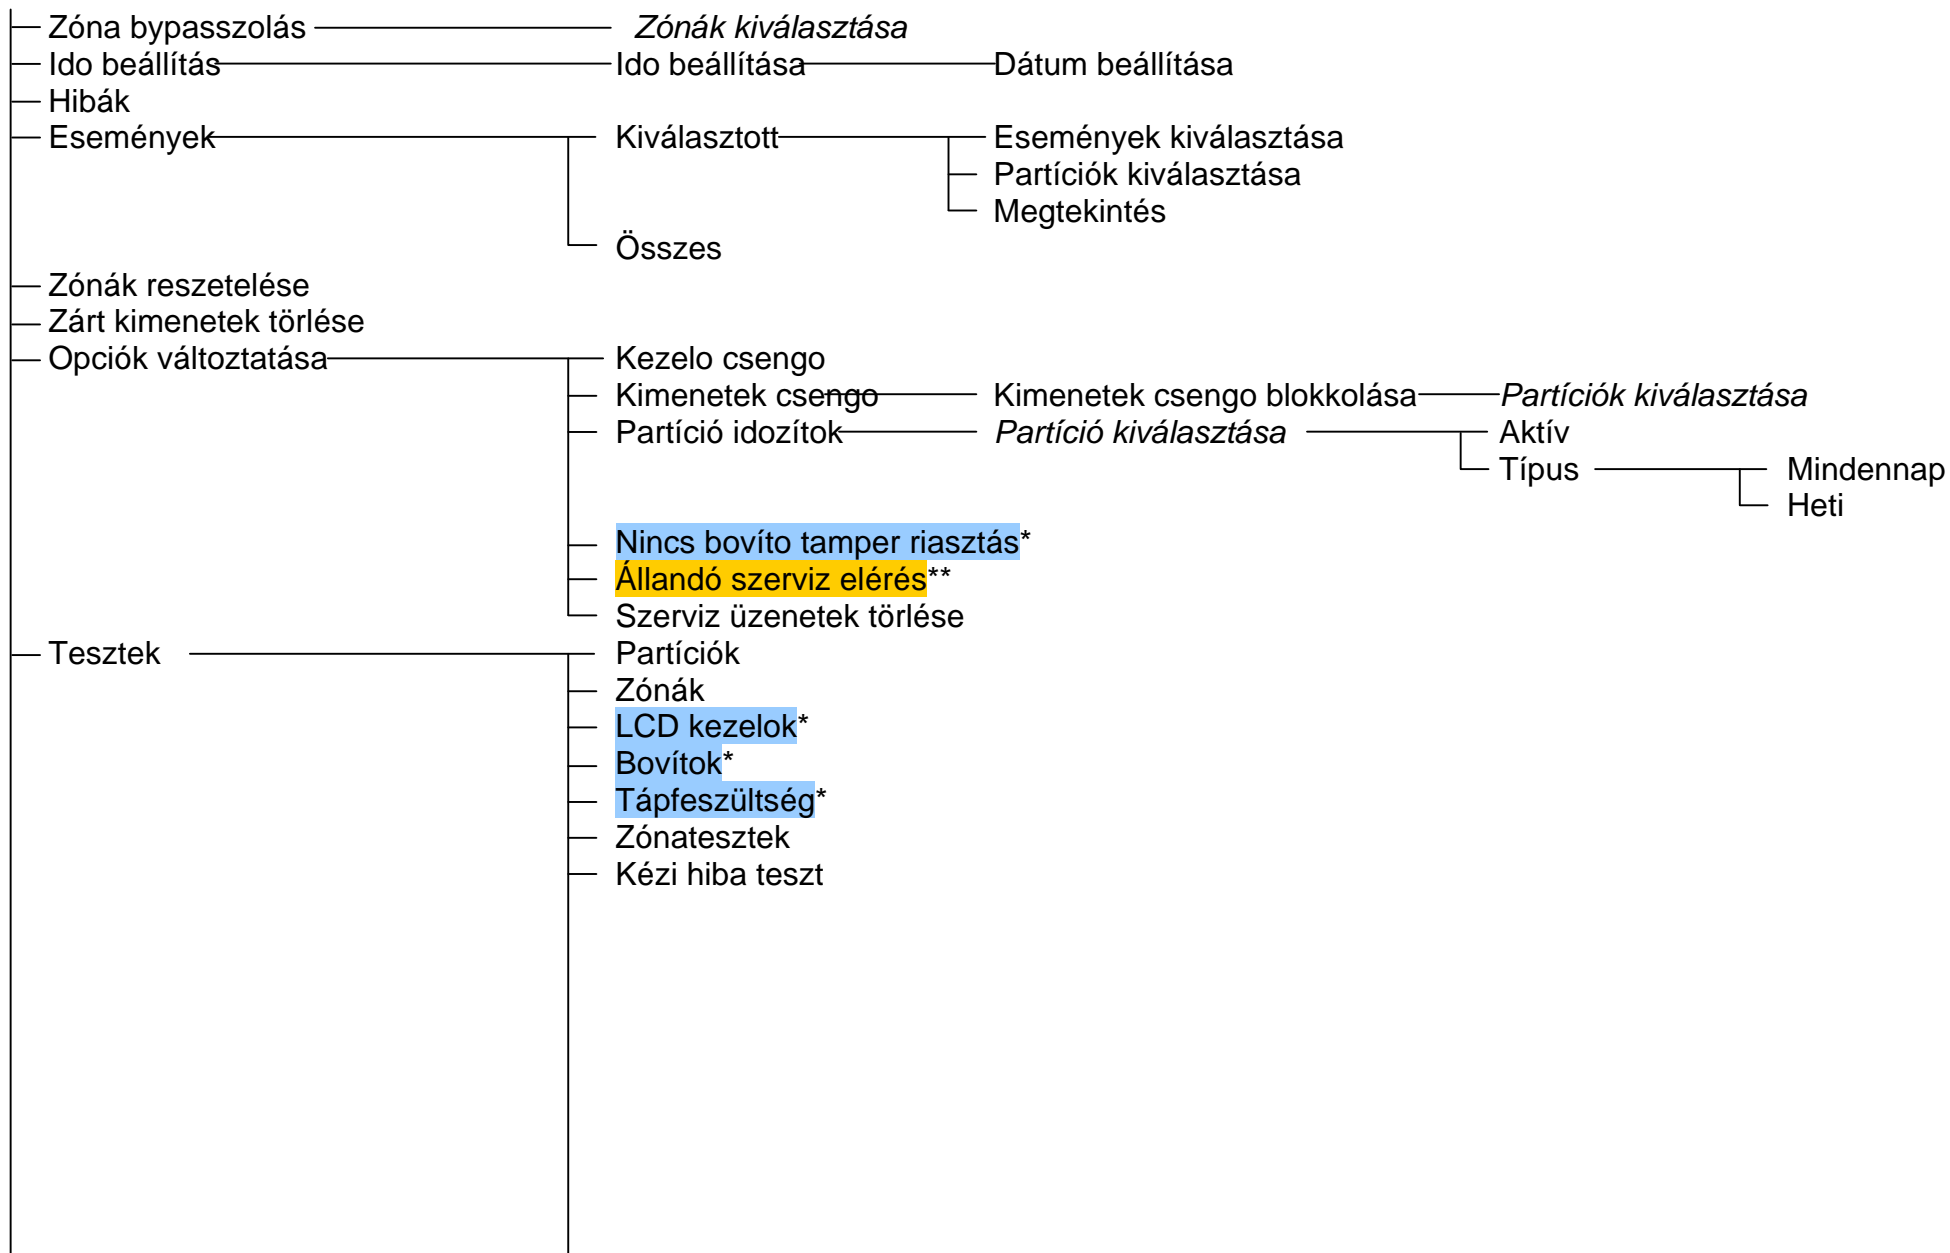 Zóna bypasszolás Zónák kiválasztása
Ido beállítás Ido beállítása Dátum beállítása
Hibák
Események Kiválasztott Események kiválasztása
Partíciók kiválasztása
Megtekintés
Összes
Zónák reszetelése
Zárt kimenetek törlése
Opciók változtatása Kezelo csengo
Kimenetek csengo Kimenetek csengo blokkolása Partíciók kiválasztása
Partíció idozítok Partíció kiválasztása Aktív
Típus Mindennap
Heti
Nincs bovíto tamper riasztás*
Állandó szerviz elérés**
Szerviz üzenetek törlése
Tesztek Partíciók
Zónák
LCD kezelok*
Bovítok*
Tápfeszültség*
Zónatesztek
Kézi hiba teszt